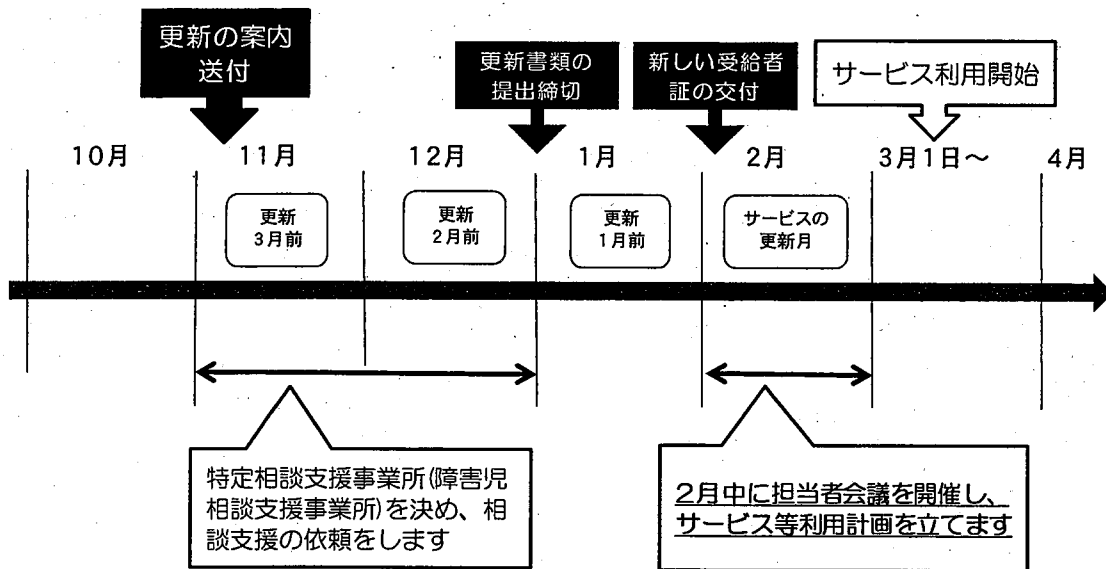 更新の案内
送付
更新書類の
提出締切
新しい受給者
証の交付
サービス利用開始
10月
11月
12月
1月
2月
3月1日～
4月
更新
3月前
更新
2月前
更新
1月前
サービスの
更新月
特定相談支援事業所(障害児
相談支援事業所)を決め、相
談支援の依頼をします
2月中に担当者会議を開催し、
サービス等利用計画を立てます